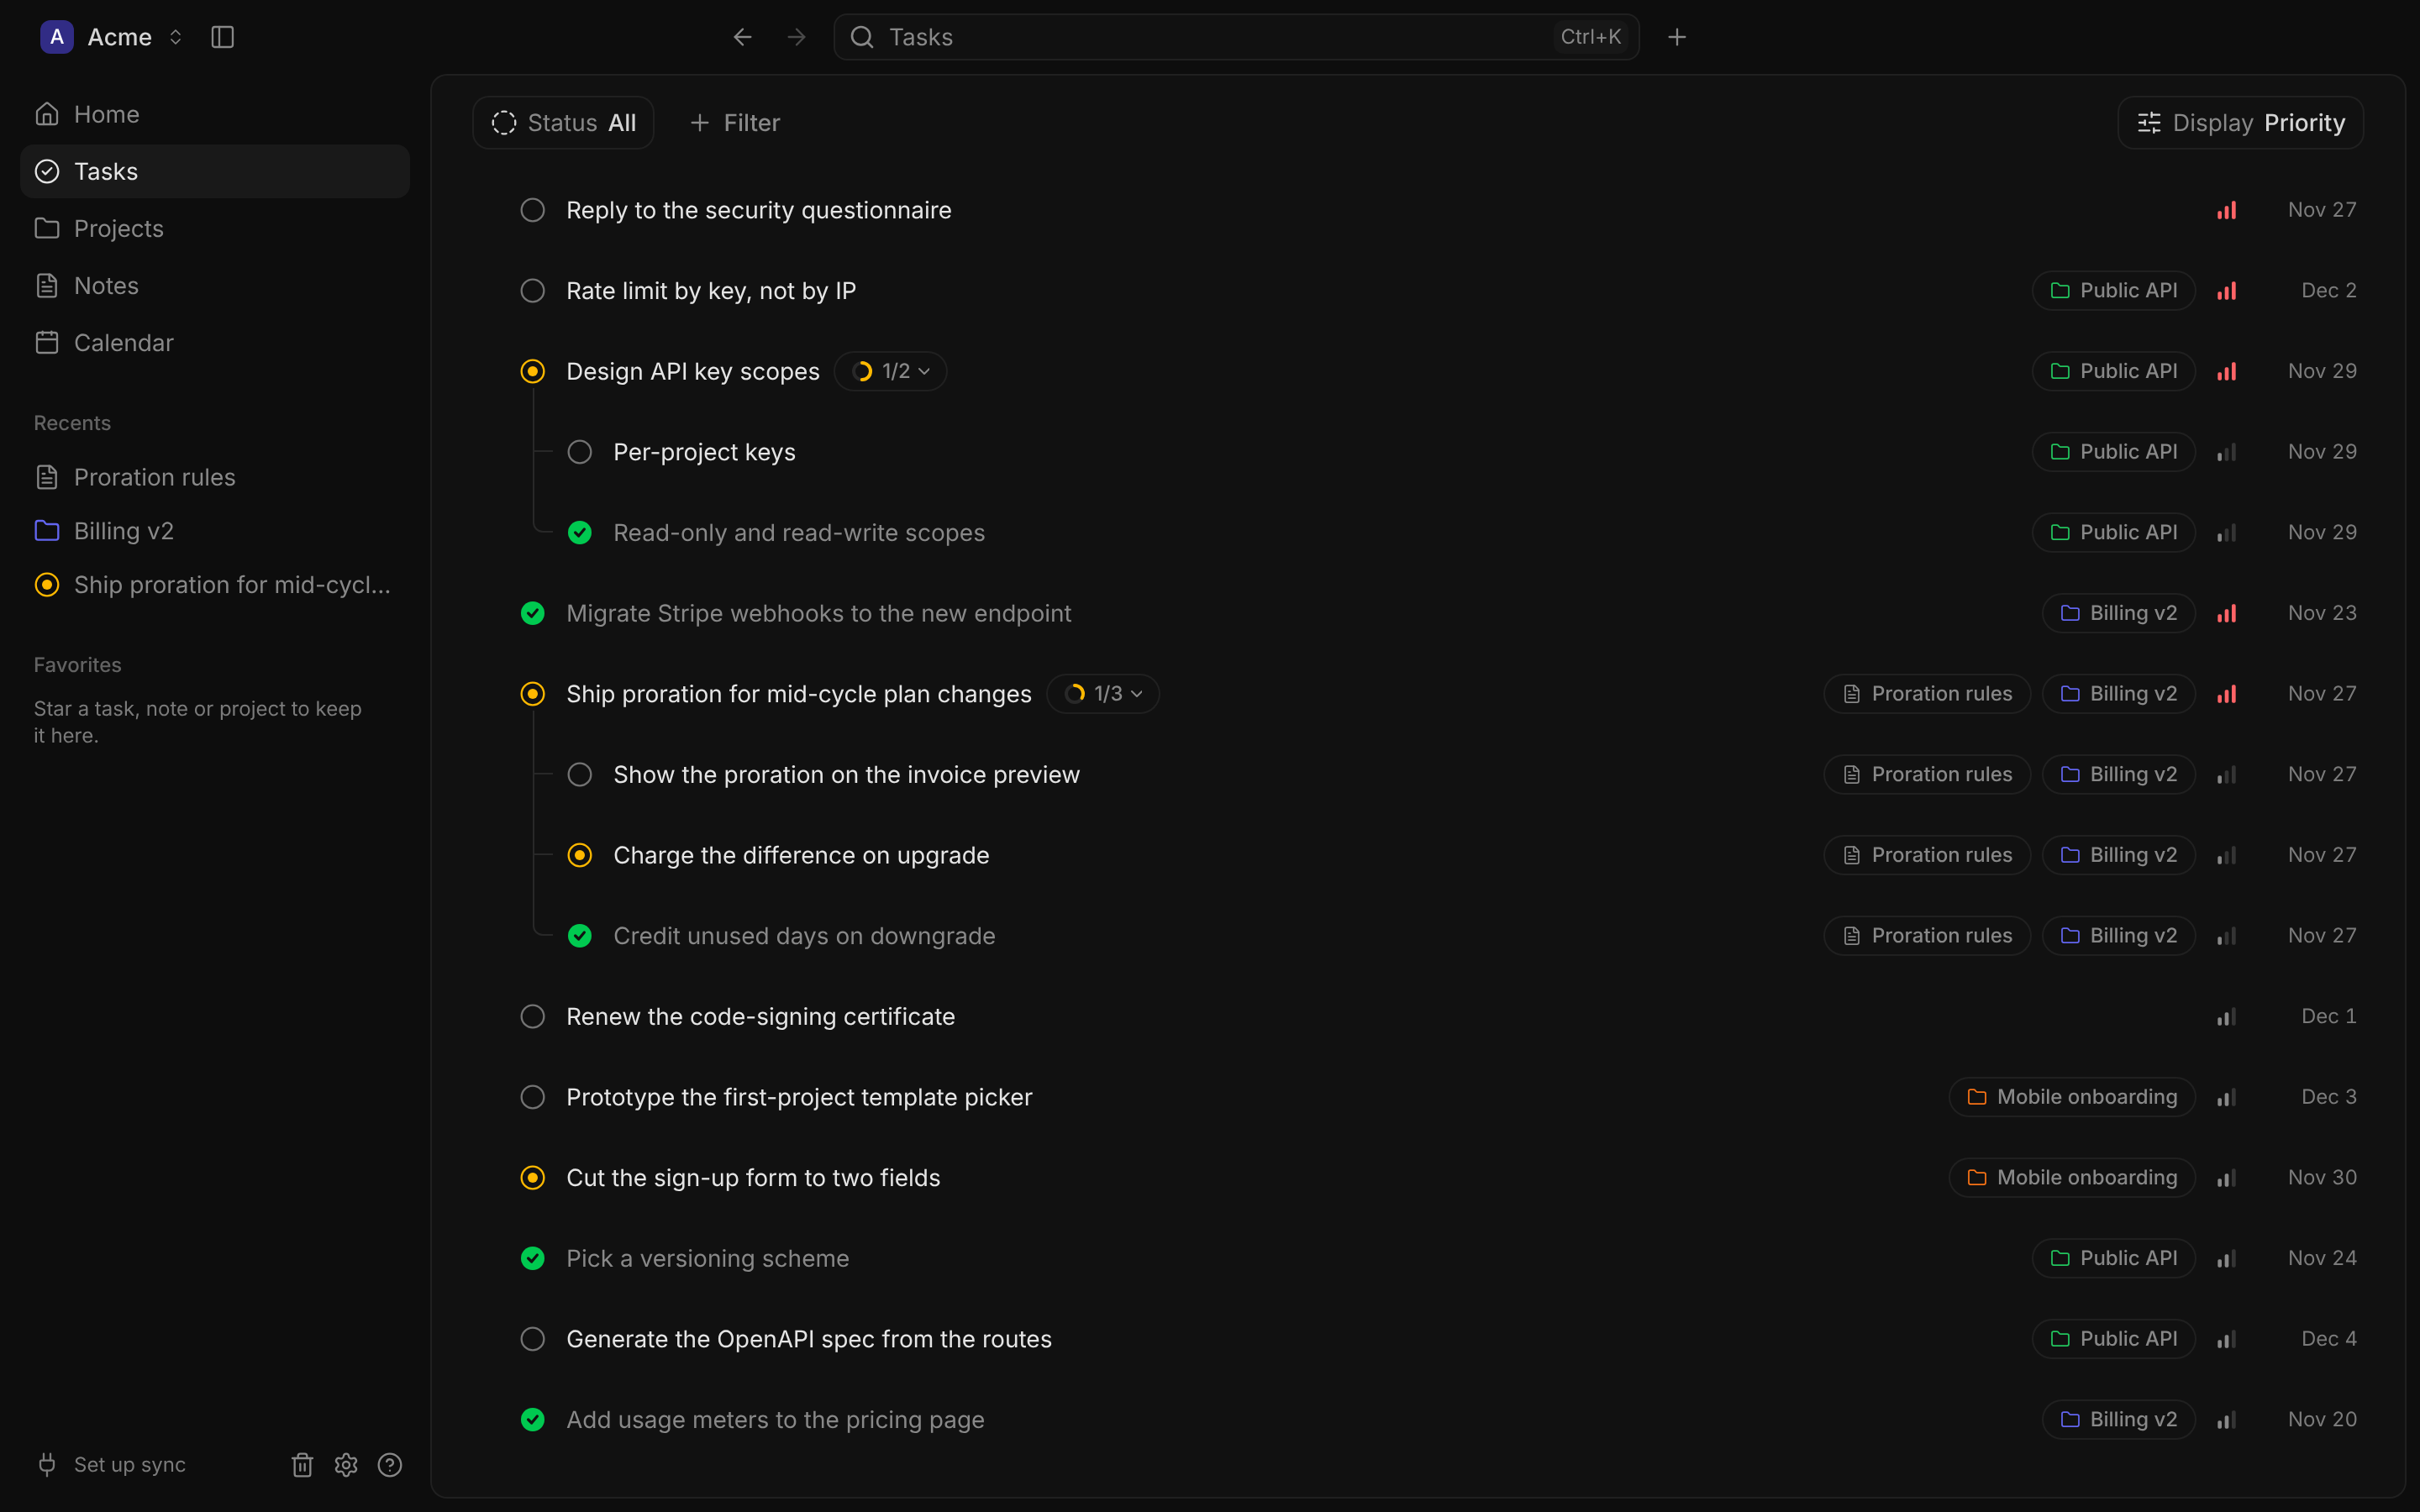 A Acme
Tasks Ctrl+K
Home
Tasks
Projects
Notes
Calendar
Recents
Proration rules
Billing v2
Ship proration for mid-cycl...
Favorites
Star a task, note or project to keep
it here.
Set up sync
Status All Filter Display Priority
Reply to the security questionnaire Nov 27
Rate limit by key, not by IP Public API Dec 2
Design API key scopes 1/2 Public API Nov 29
Per-project keys Public API Nov 29
Read-only and read-write scopes Public API Nov 29
Migrate Stripe webhooks to the new endpoint Billing v2 Nov 23
Ship proration for mid-cycle plan changes 1/3 Proration rules Billing v2 Nov 27
Show the proration on the invoice preview Proration rules Billing v2 Nov 27
Charge the difference on upgrade Proration rules Billing v2 Nov 27
Credit unused days on downgrade Proration rules Billing v2 Nov 27
Renew the code-signing certificate Dec 1
Prototype the first-project template picker Mobile onboarding Dec 3
Cut the sign-up form to two fields Mobile onboarding Nov 30
Pick a versioning scheme Public API Nov 24
Generate the OpenAPI spec from the routes Public API Dec 4
Add usage meters to the pricing page Billing v2 Nov 20